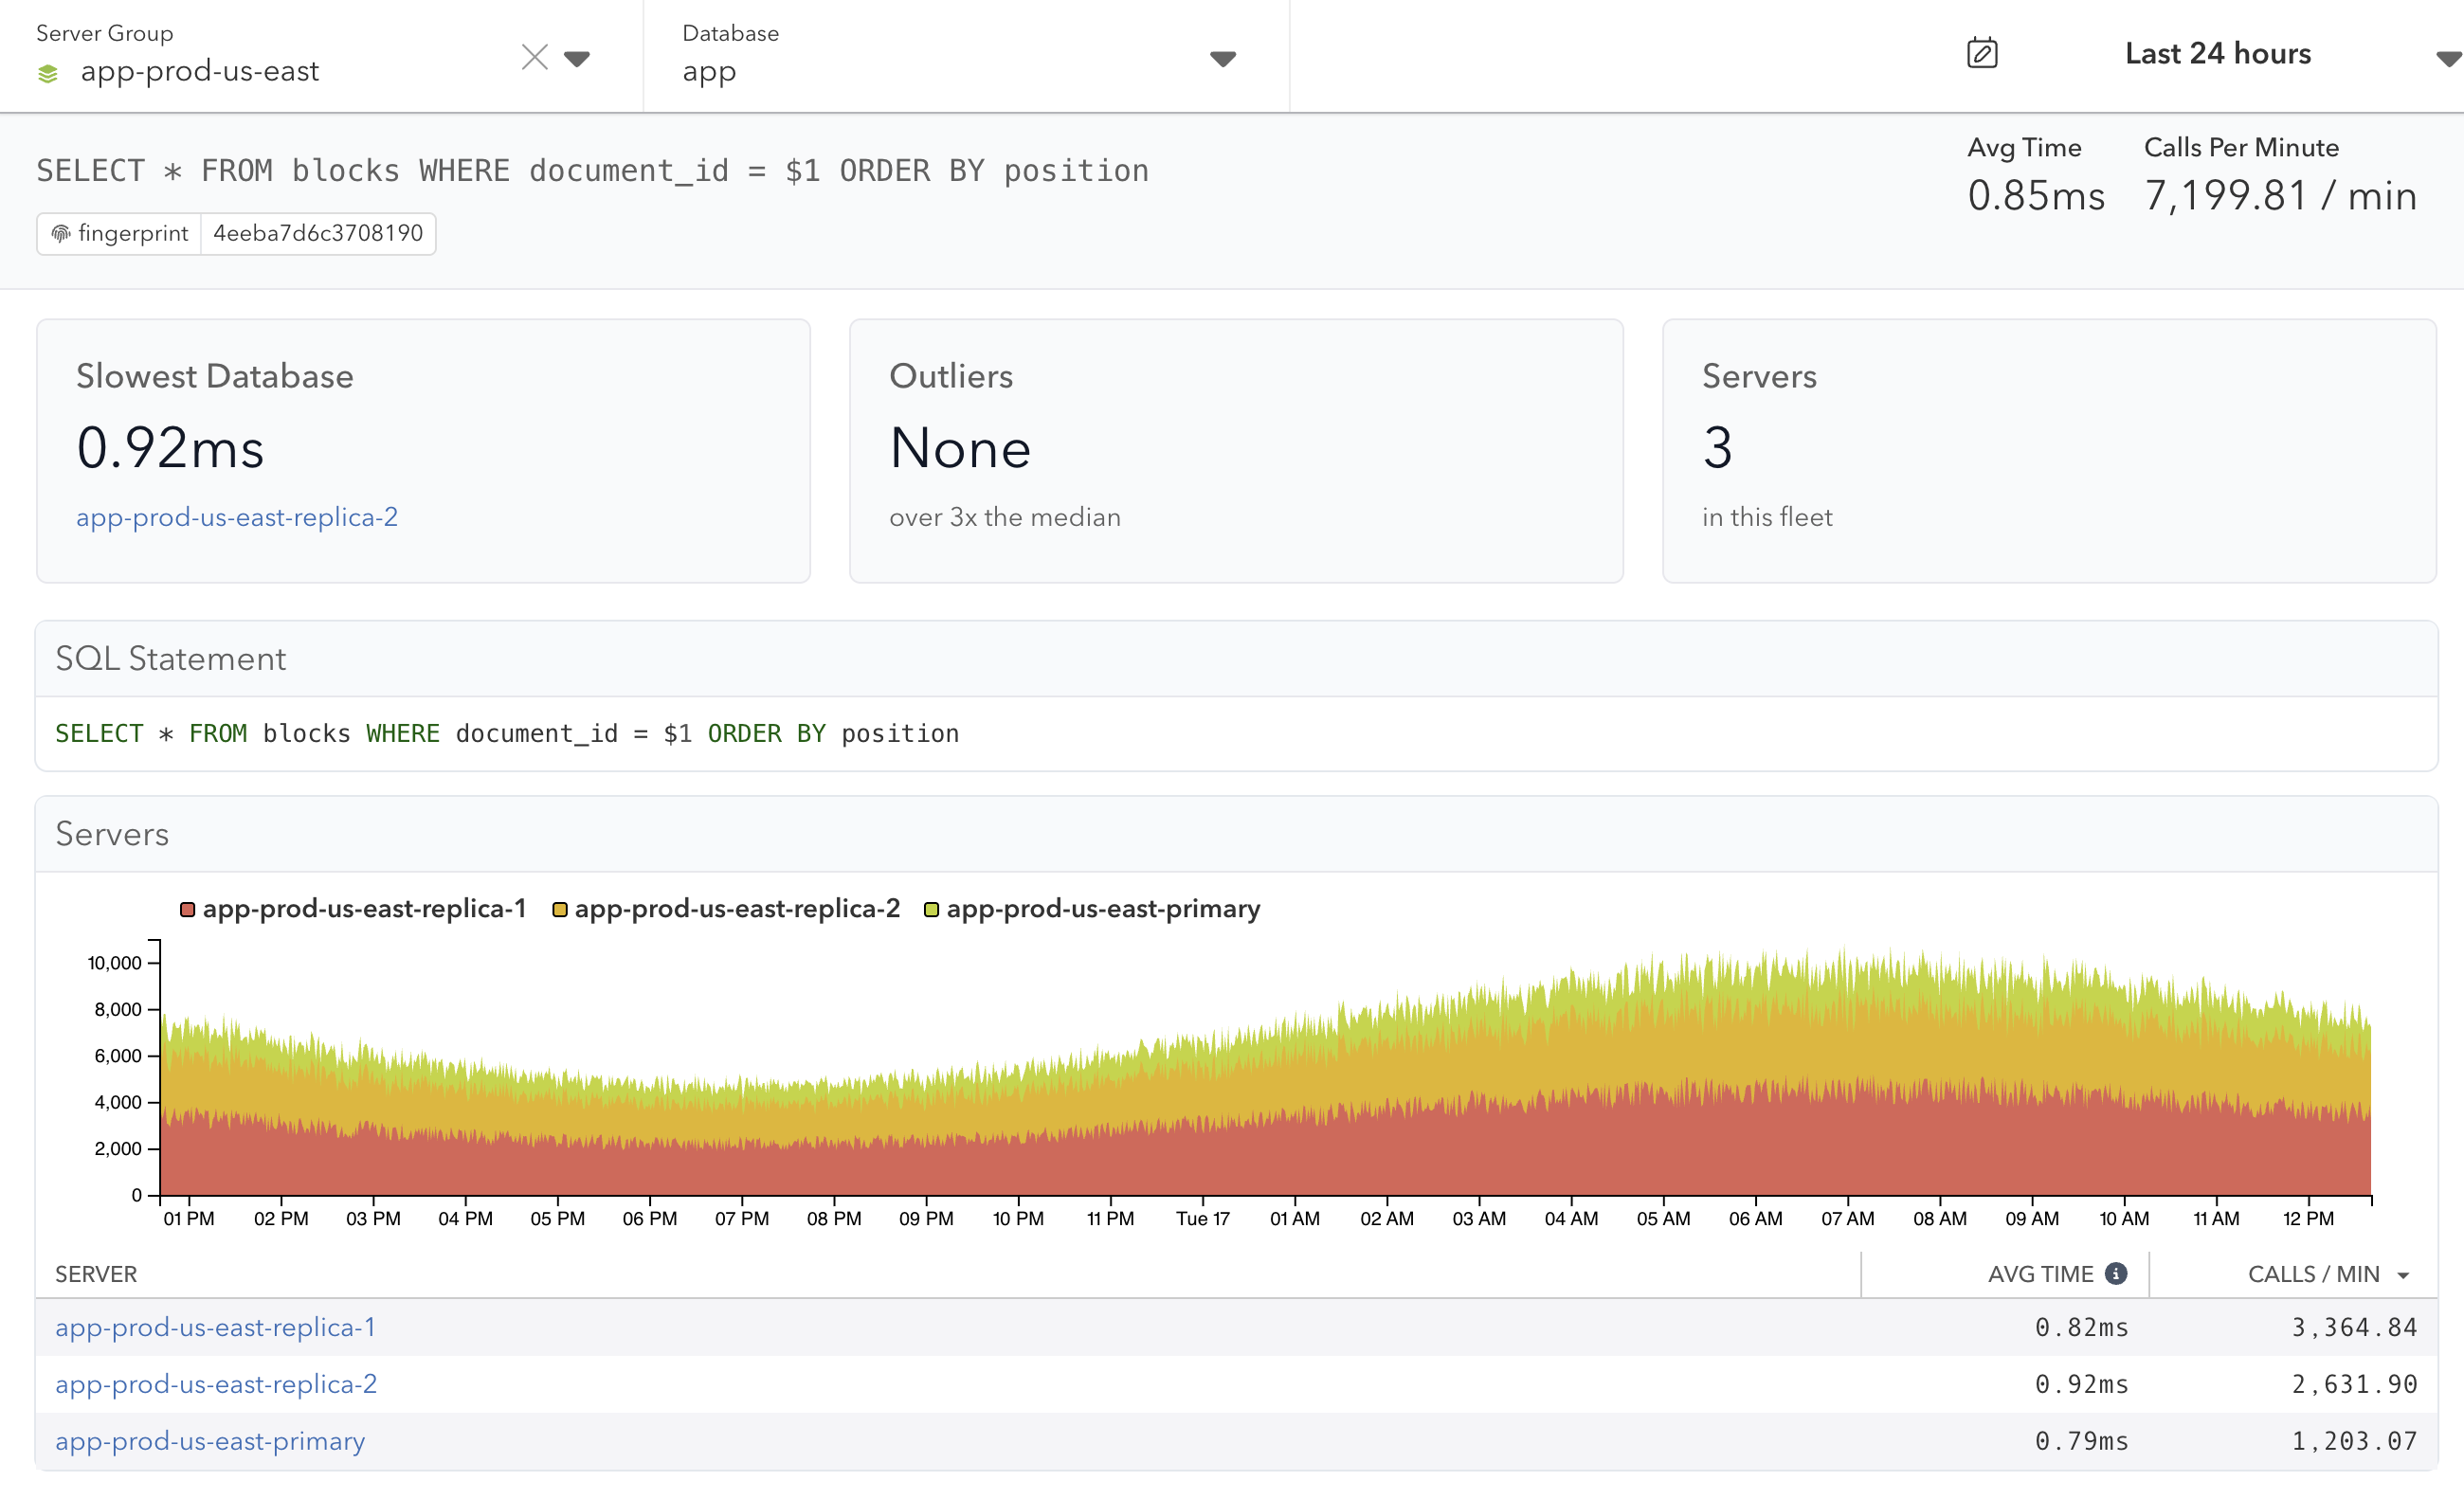 Server Group
app-prod-us-east
Database
app
Last 24 hours
SELECT * FROM blocks WHERE document_id = $1 ORDER BY position
fingerprint 4eeba7d6c3708190
Avg Time
0.85ms
Calls Per Minute
7,199.81 / min
Slowest Database
0.92ms
app-prod-us-east-replica-2
Outliers
None
over 3x the median
Servers
3
in this fleet
SQL Statement
SELECT * FROM blocks WHERE document_id = $1 ORDER BY position
Servers
app-prod-us-east-replica-1 app-prod-us-east-replica-2 app-prod-us-east-primary
10,000
8,000
6,000
4,000
2,000
0
01 PM 02 PM 03 PM 04 PM 05 PM 06 PM 07 PM 08 PM 09 PM 10 PM 11 PM Tue 17 01 AM 02 AM 03 AM 04 AM 05 AM 06 AM 07 AM 08 AM 09 AM 10 AM 11 AM 12 PM
SERVER AVG TIME CALLS / MIN
app-prod-us-east-replica-1 0.82ms 3,364.84
app-prod-us-east-replica-2 0.92ms 2,631.90
app-prod-us-east-primary 0.79ms 1,203.07